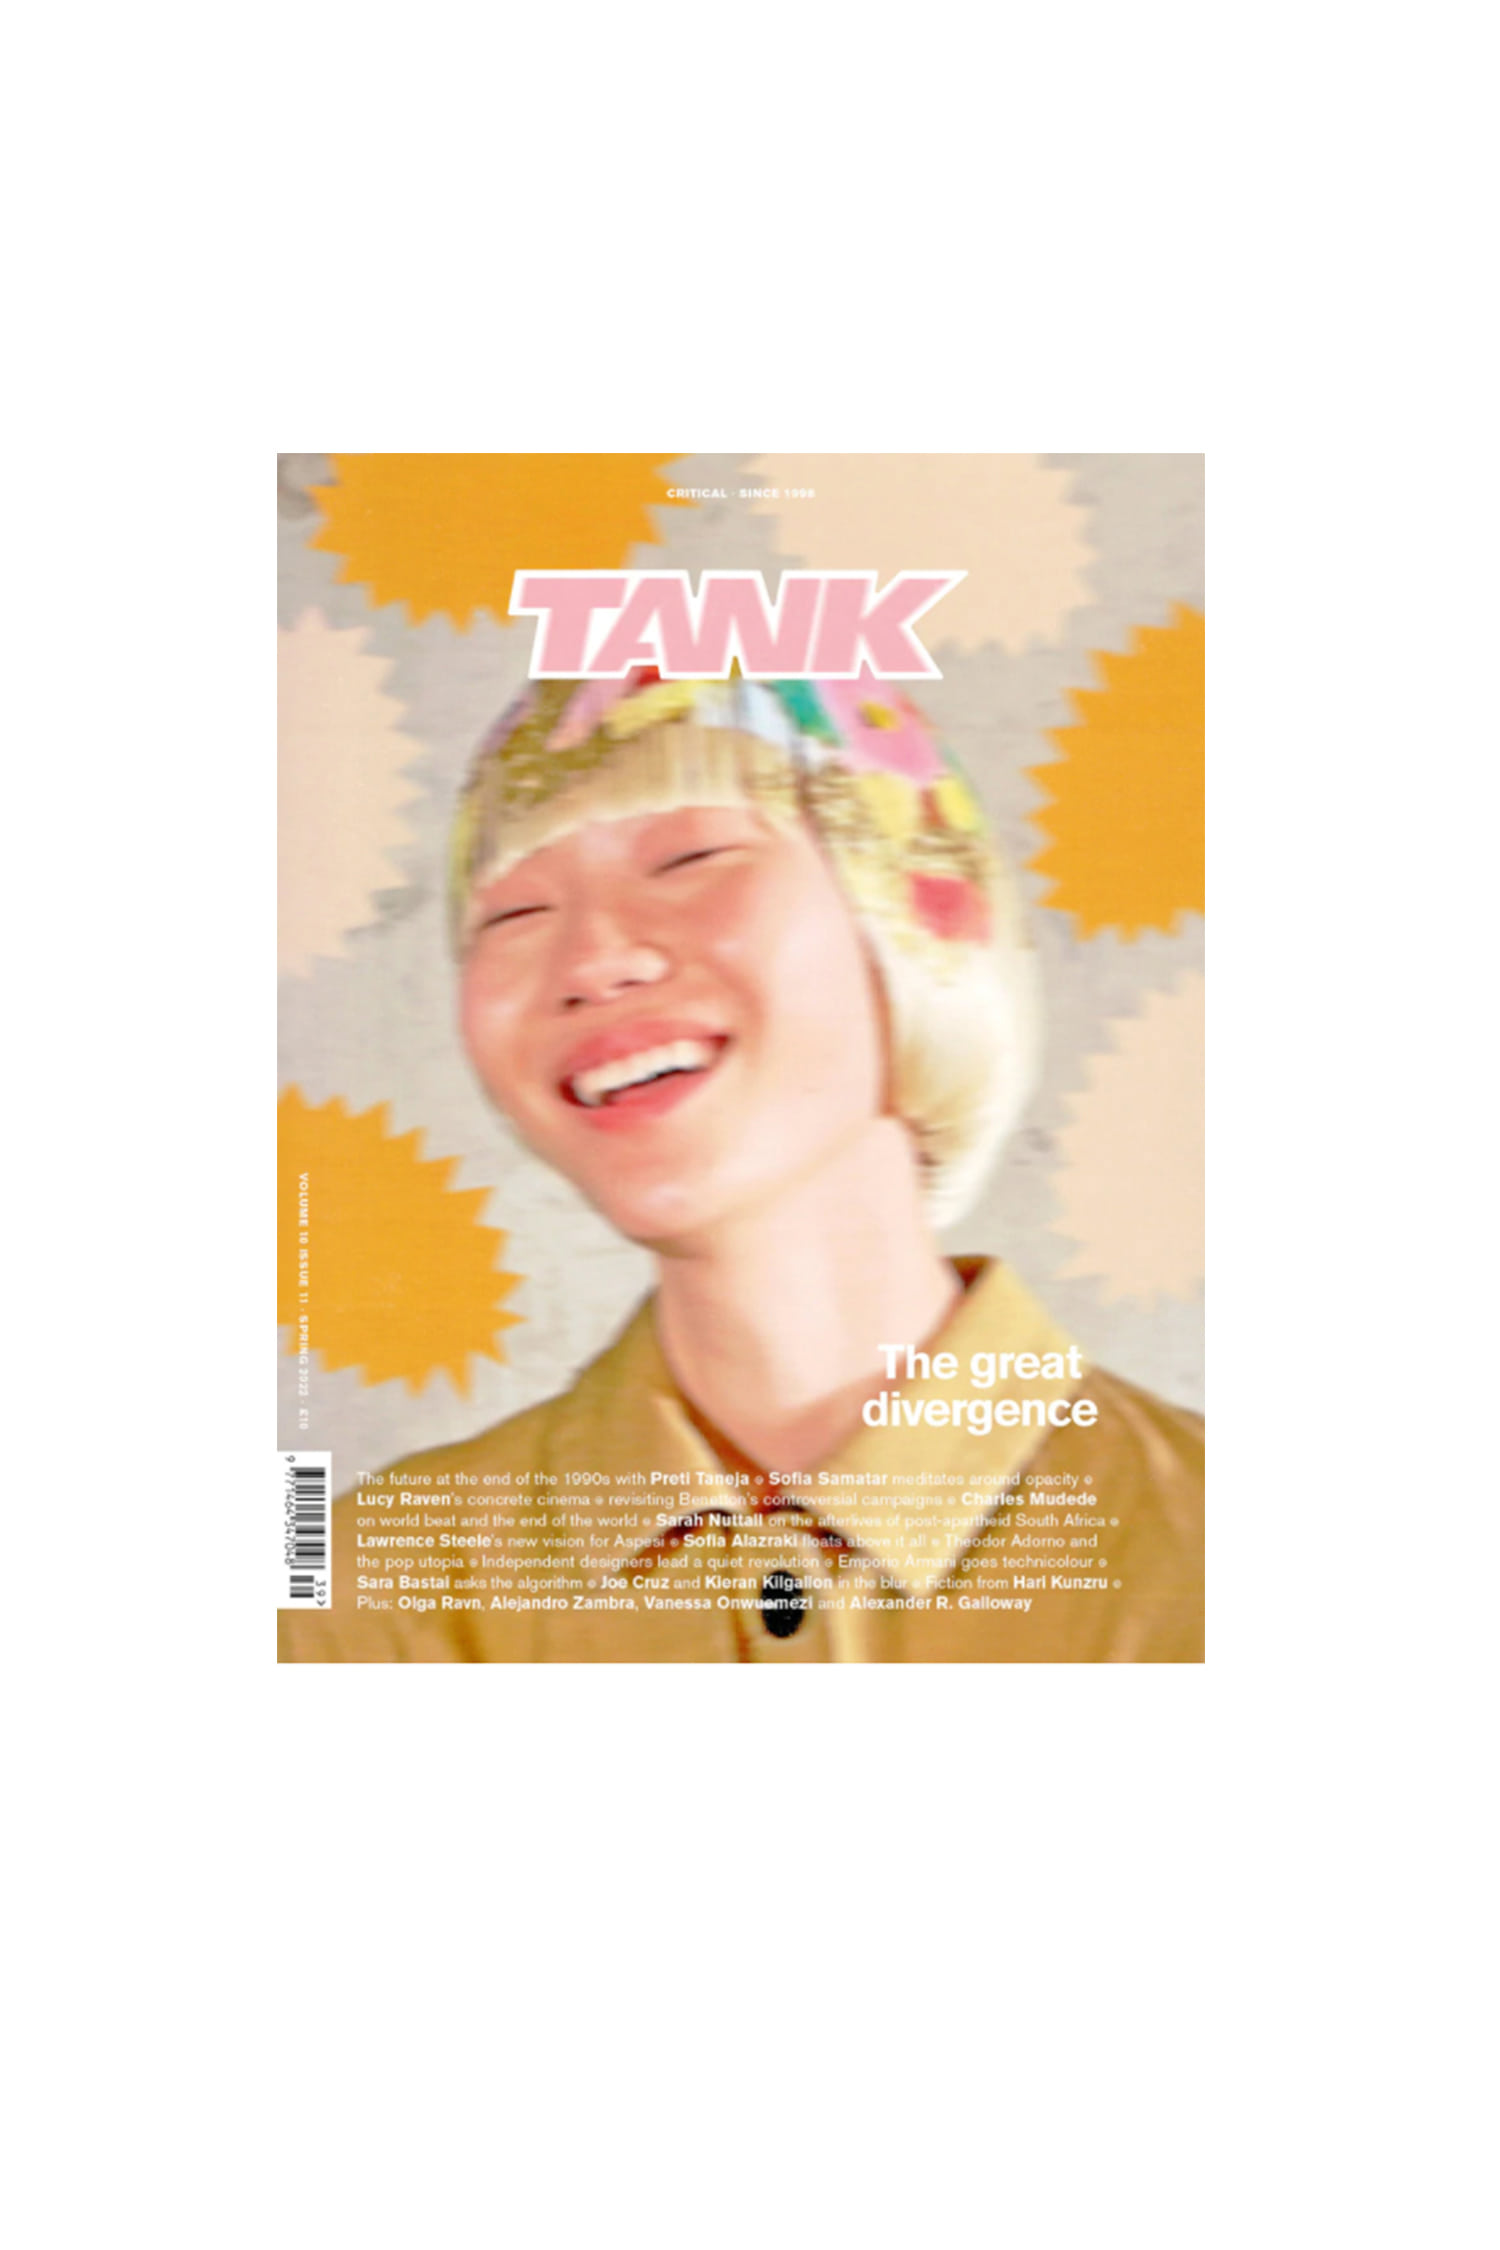 CRITICAL · SINCE 1998
TANK
The great
divergence
VOLUME 10 ISSUE 11 · SPRING 2022 · £10
The future at the end of the 1990s with Preti Taneja ● Sofia Samatar meditates around opacity ●
Lucy Raven's concrete cinema ● revisiting Benetton's controversial campaigns ● Charles Mudede
on world beat and the end of the world ● Sarah Nuttall on the afterlives of post-apartheid South Africa ●
Lawrence Steele's new vision for Aspesi ● Sofia Alazraki floats above it all ● Theodor Adorno and
the pop utopia ● Independent designers lead a quiet revolution ● Emporio Armani goes technicolour ●
Sara Bastai asks the algorithm ● Joe Cruz and Kieran Kilgallon in the blur ● Fiction from Hari Kunzru ●
Plus: Olga Ravn, Alejandro Zambra, Vanessa Onwuemezi and Alexander R. Galloway
39>